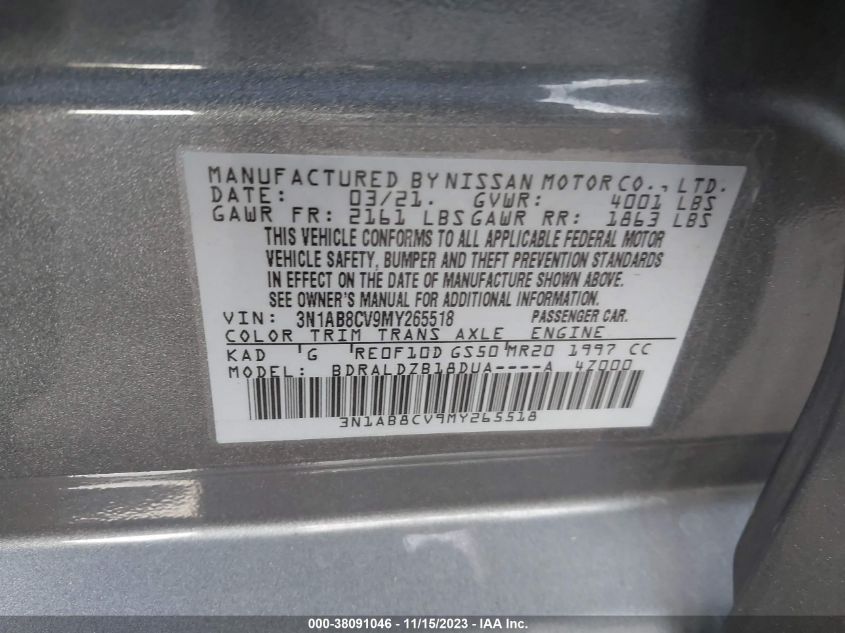 MANUFACTURED BY NISSAN MOTOR CO., LTD.
DATE: 03/21. GVWR: 4001 LBS
GAWR FR: 2161 LBS GAWR RR: 1863 LBS
THIS VEHICLE CONFORMS TO ALL APPLICABLE FEDERAL MOTOR
VEHICLE SAFETY, BUMPER AND THEFT PREVENTION STANDARDS
IN EFFECT ON THE DATE OF MANUFACTURE SHOWN ABOVE.
SEE OWNER'S MANUAL FOR ADDITIONAL INFORMATION.
VIN: 3N1AB8CV9MY265518 PASSENGER CAR.
COLOR TRIM TRANS AXLE ENGINE
KAD G RE0F10D GS50 MR20 1997 CC
MODEL: BDRALDZB18DUA----A 4Z000
3N1AB8CV9MY265518
000-38091046 - 11/15/2023 - IAA Inc.